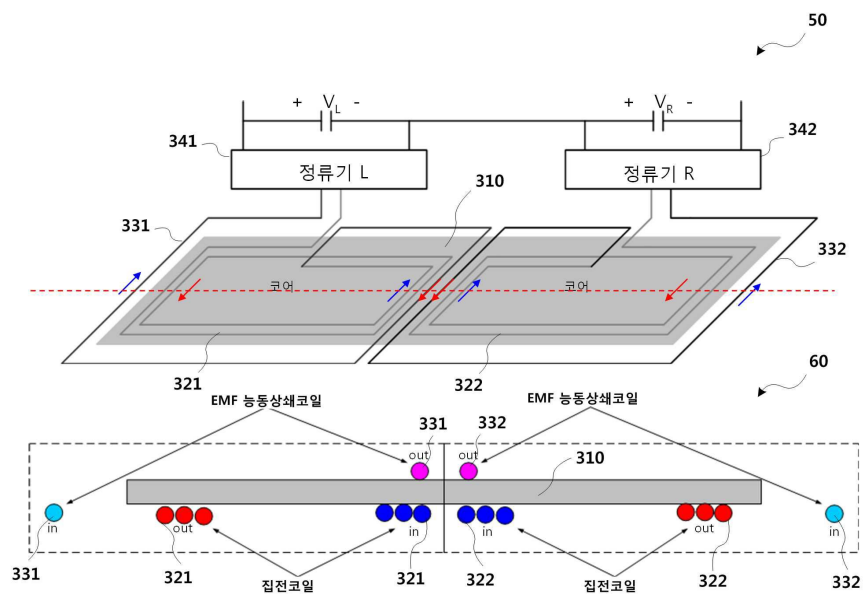 50
+ VL - + VR -
341 342
정류기 L 정류기 R
310
331
332
코어 코어
321 322
60
EMF 능동상쇄코일 EMF 능동상쇄코일
331 332
out out
310
in out in in out in
331 321 321 322 322 332
집전코일 집전코일